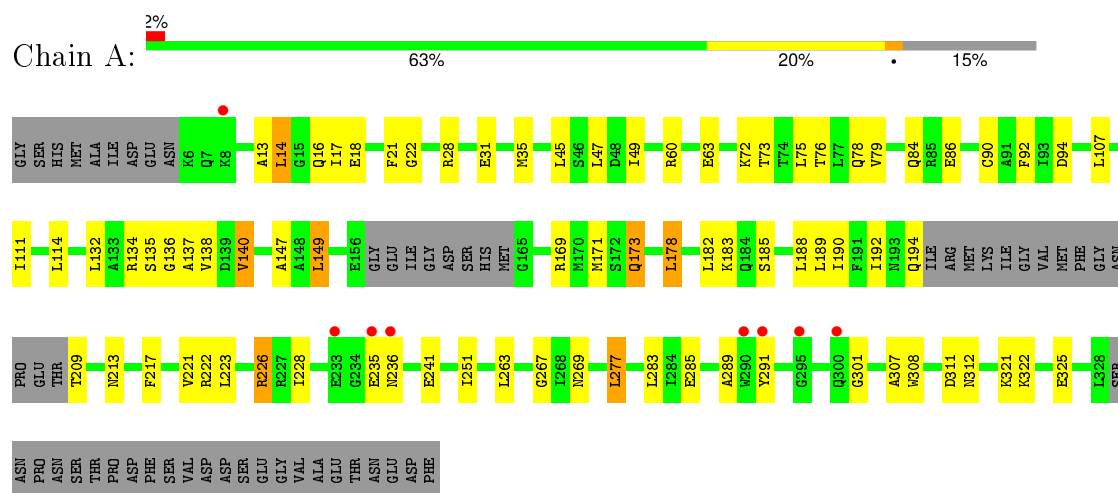 2%
Chain A:
63% 20% • 15%
GLY SER HIS MET ALA ILE ASP GLU ASN K6 Q7 K8 A13 L14 G15 Q16 I17 E18 F21 G22 R28 E31 M35 L45 S46 L47 D48 I49 R60 E63 K72 T73 T74 L75 T76 L77 Q78 V79 Q84 R85 E86 C90 A91 F92 I93 D94 L107
I111 L114 L132 A133 R134 S135 G136 A137 V138 D139 V140 A147 A148 L149 E156 GLY GLU ILE GLY ASP SER HIS MET G165 R169 M170 M171 S172 Q173 L178 L182 K183 Q184 S185 L188 L189 I190 F191 I192 N193 Q194 ILE ARG MET LYS ILE GLY VAL MET PHE GLY ASN
PRO GLU THR T209 N213 F217 V221 R222 L223 R226 R227 I228 E233 G234 E235 N236 E241 I251 L263 G267 I268 N269 L277 L283 I284 E285 A289 W290 Y291 G295 Q300 G301 A307 W308 D311 N312 K321 K322 E325 L328 SER
ASN PRO ASN SER THR PRO ASP PHE SER VAL ASP ASP SER GLU GLY VAL ALA GLU THR ASN GLU ASP PHE